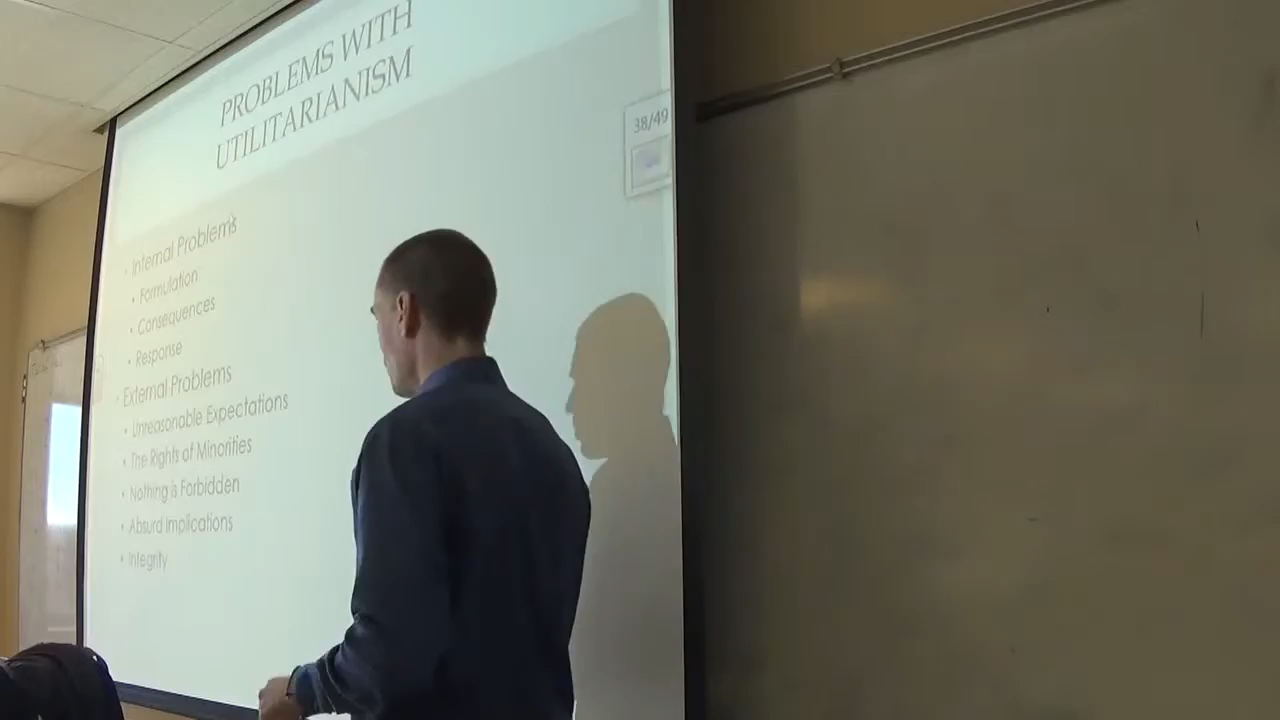 PROBLEMS WITH
UTILITARIANISM
38/49
• Internal Problems
• Formulation
• Consequences
• Response
• External Problems
• Unreasonable Expectations
• The Rights of Minorities
• Nothing is Forbidden
• Absurd Implications
• Integrity